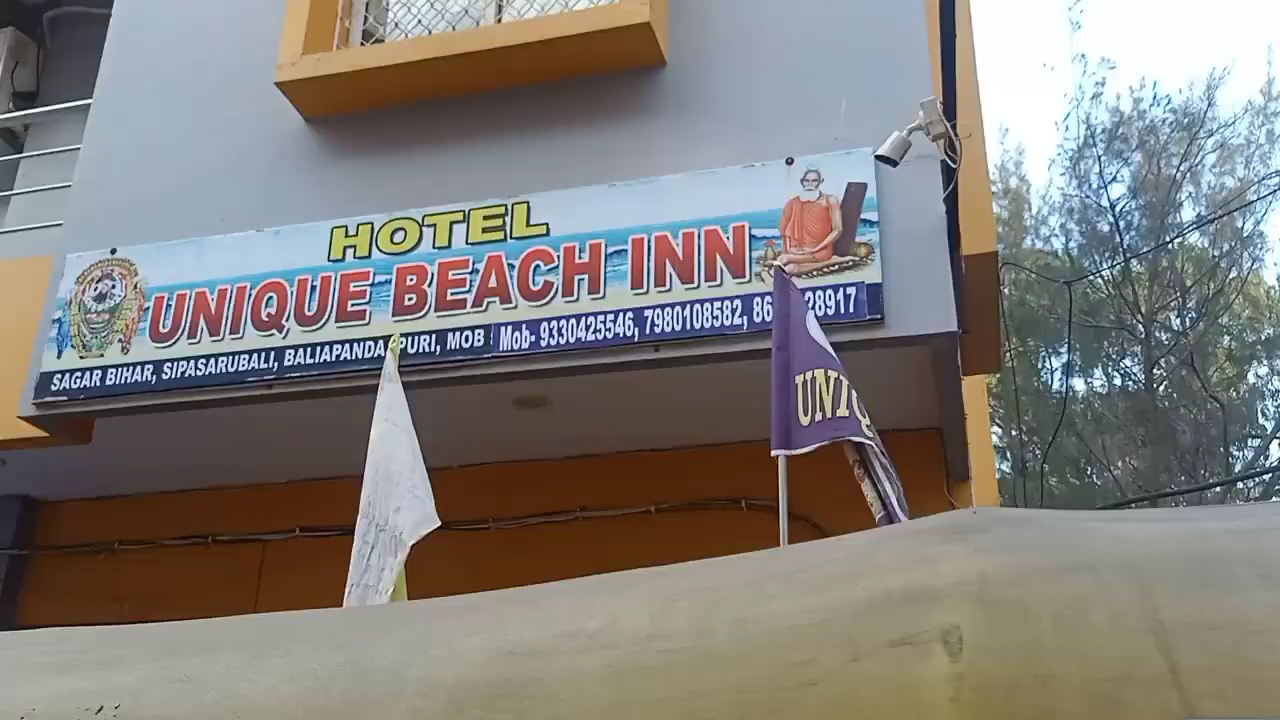 HOTEL
UNIQUE BEACH INN
SAGAR BIHAR, SIPASARUBALI, BALIAPANDA, PURI, MOB Mob- 9330425546, 7980108582,
UNIQ